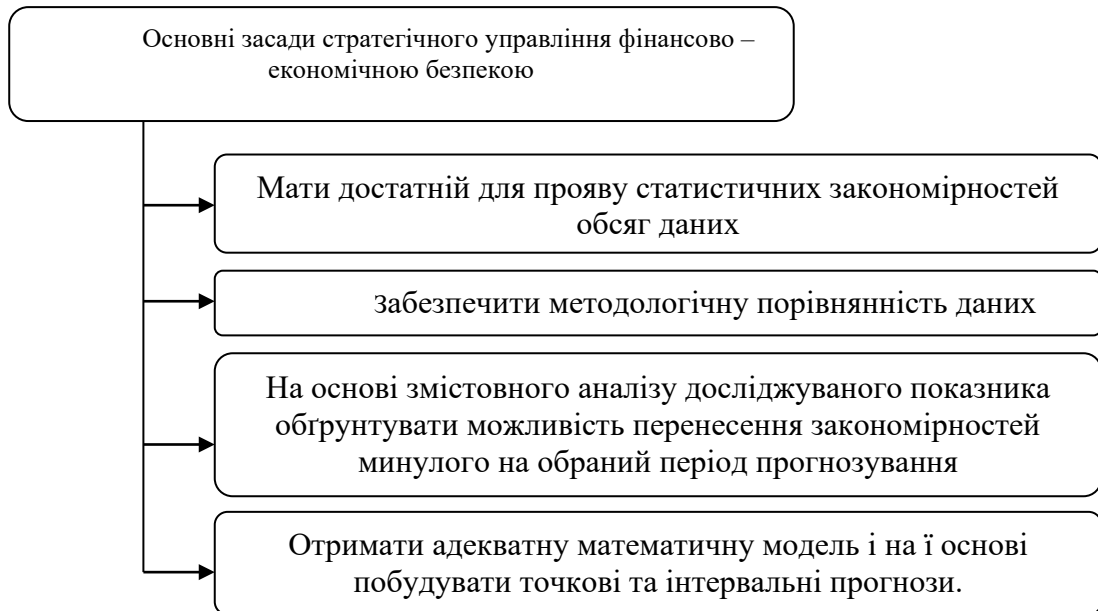 Основні засади стратегічного управління фінансово –
економічною безпекою
Мати достатній для прояву статистичних закономірностей
обсяг даних
Забезпечити методологічну порівнянність даних
На основі змістовного аналізу досліджуваного показника
обґрунтувати можливість перенесення закономірностей
минулого на обраний період прогнозування
Отримати адекватну математичну модель і на ї основі
побудувати точкові та інтервальні прогнози.